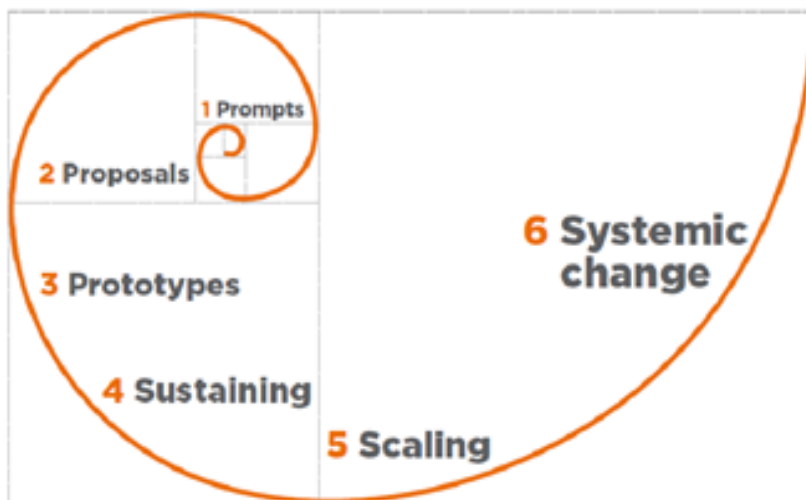 1 Prompts
2 Proposals
3 Prototypes
4 Sustaining
5 Scaling
6 Systemic
change